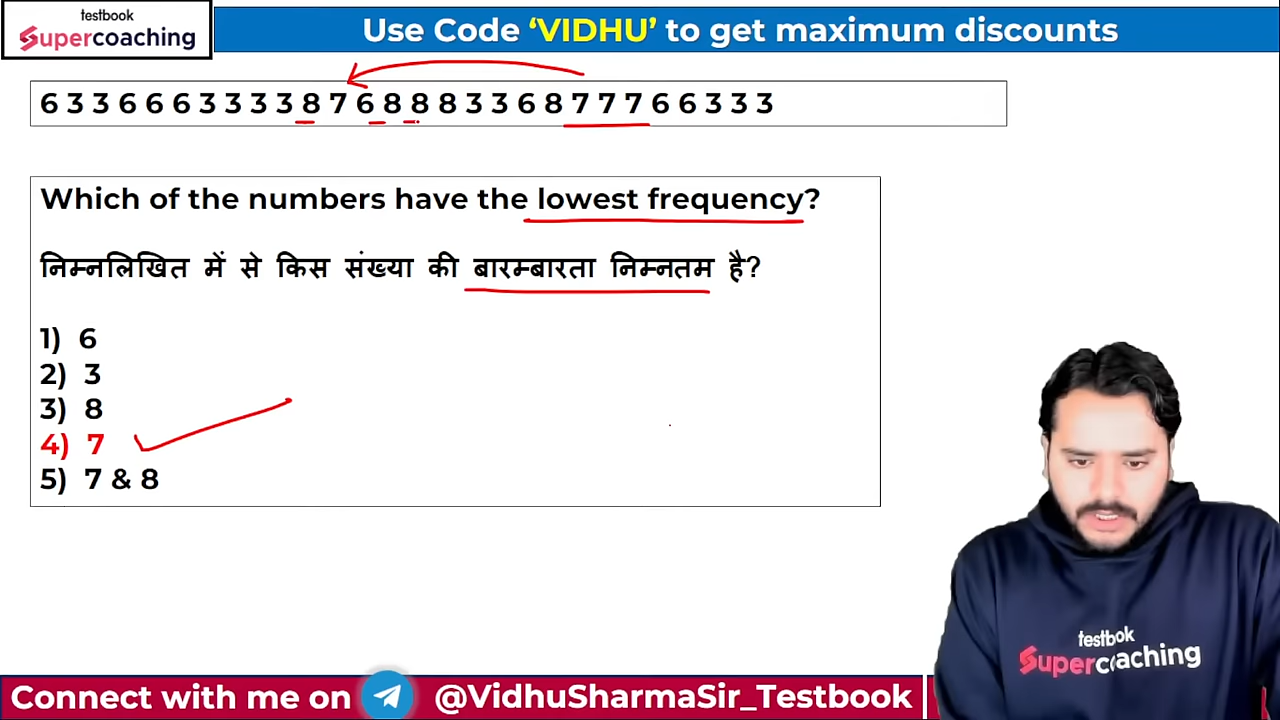 testbook
Supercoaching
Use Code ‘VIDHU’ to get maximum discounts
6 3 3 6 6 6 3 3 3 3 8 7 6 8 8 8 3 3 6 8 7 7 7 6 6 3 3 3
Which of the numbers have the lowest frequency?
निम्नलिखित में से किस संख्या की बारम्बारता निम्नतम है?
1) 6
2) 3
3) 8
4) 7
5) 7 & 8
testbok
Supercoaching
Connect with me on @VidhuSharmaSir_Testbook